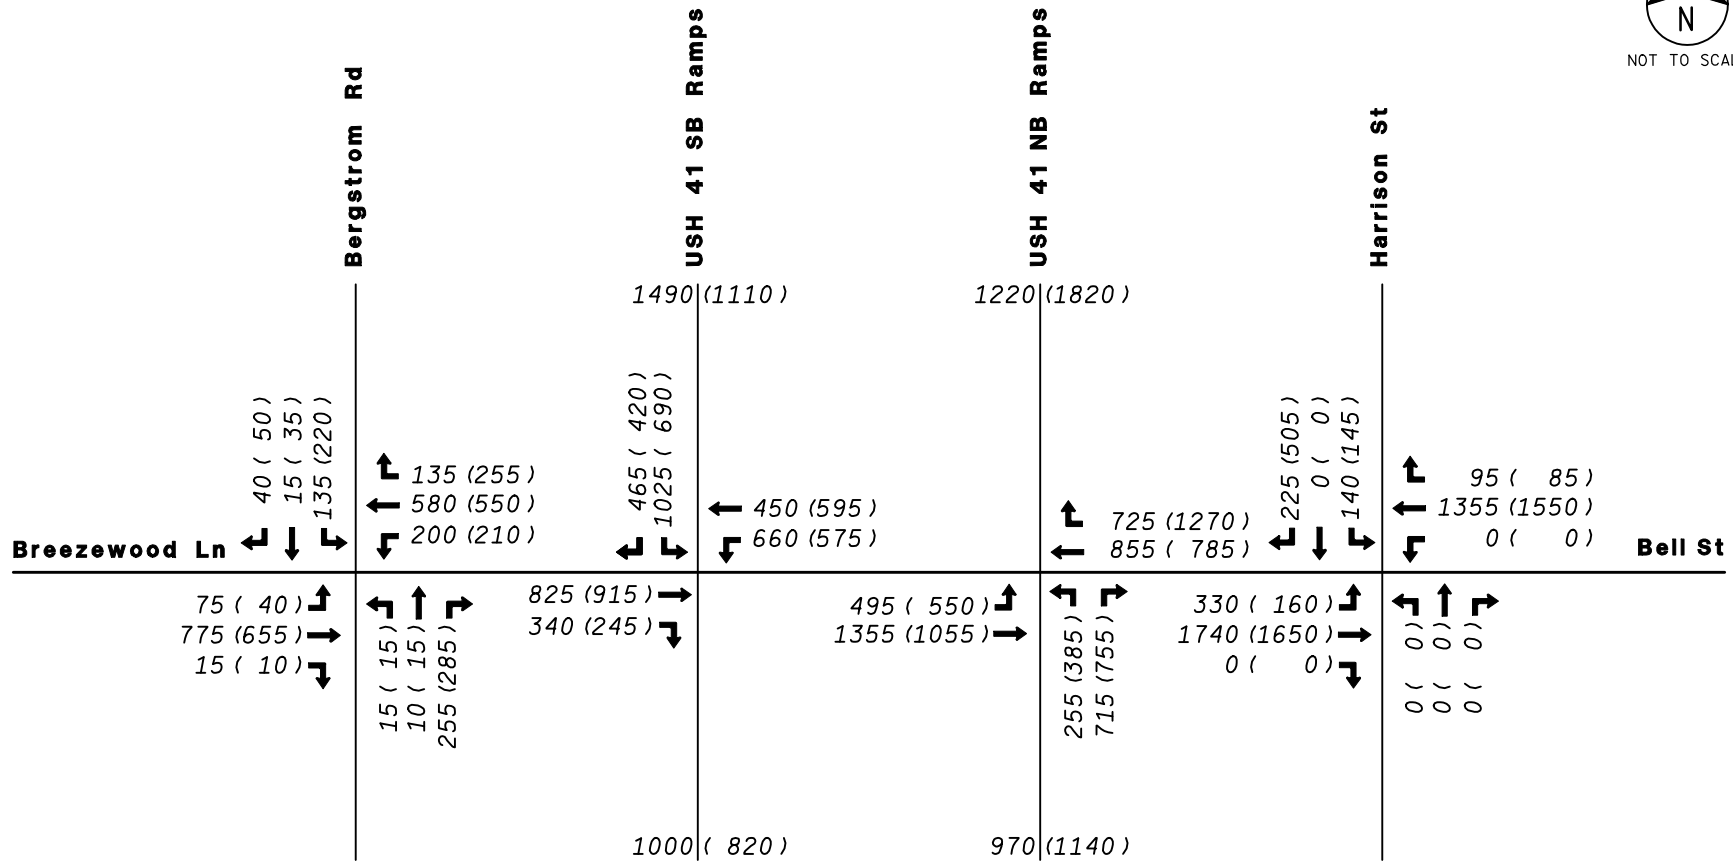 N
NOT TO SCAL
Bergstrom Rd
USH 41 SB Ramps
USH 41 NB Ramps
Harrison St
1490 (1110)
1220 (1820)
40 ( 50)
15 ( 35)
135 (220)
135 (255)
580 (550)
200 (210)
465 ( 420)
1025 ( 690)
450 (595)
660 (575)
725 (1270)
855 ( 785)
225 (505)
0 ( 0)
140 (145)
95 ( 85)
1355 (1550)
0 ( 0)
Breezewood Ln
Bell St
75 ( 40)
775 (655)
15 ( 10)
15 ( 15)
10 ( 15)
255 (285)
825 (915)
340 (245)
495 ( 550)
1355 (1055)
255 (385)
715 (755)
330 ( 160)
1740 (1650)
0 ( 0)
0 ( 0)
0 ( 0)
0 ( 0)
1000 ( 820)
970 (1140)